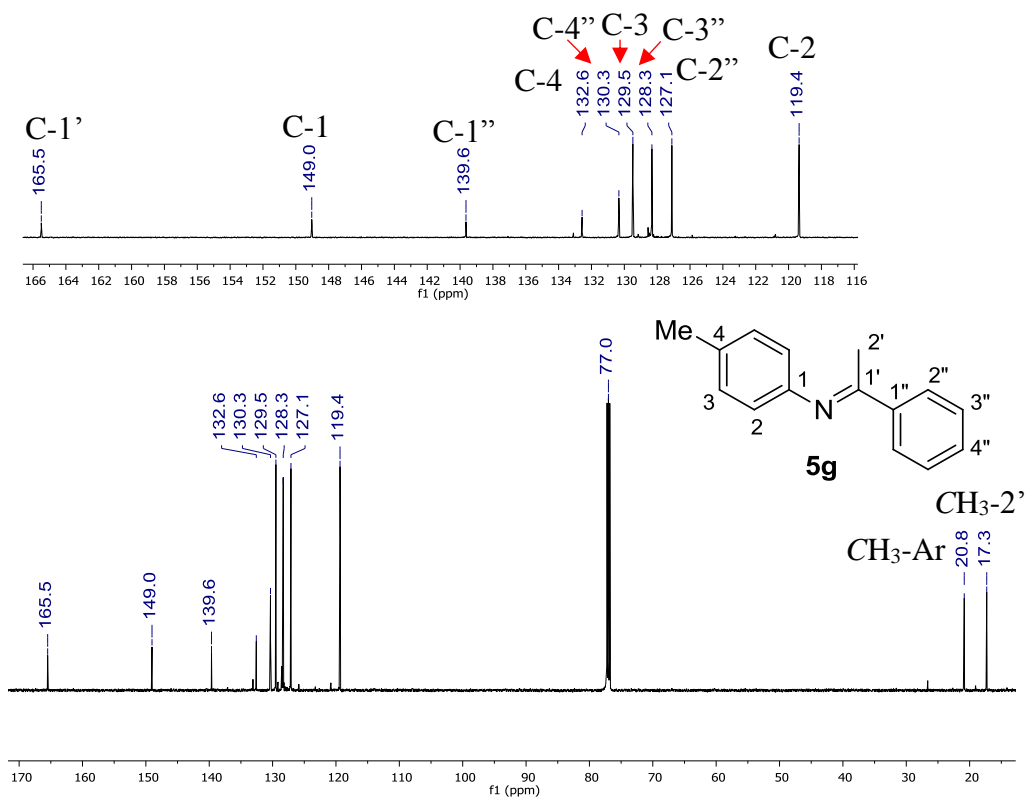 C-4” C-3 C-3”
C-4 C-2” C-2
132.6 130.3 129.5 128.3 127.1 119.4
C-1’ C-1 C-1”
165.5 149.0 139.6
166 164 162 160 158 156 154 152 150 148 146 144 142 140 138 136 134 132 130 128 126 124 122 120 118 116
f1 (ppm)
Me 4 3 2 1 N 1' 2' 1" 2" 3" 4"
5g
165.5 149.0 139.6 132.6 130.3 129.5 128.3 127.1 119.4 77.0
CH3-2’
CH3-Ar
20.8 17.3
170 160 150 140 130 120 110 100 90 80 70 60 50 40 30 20
f1 (ppm)